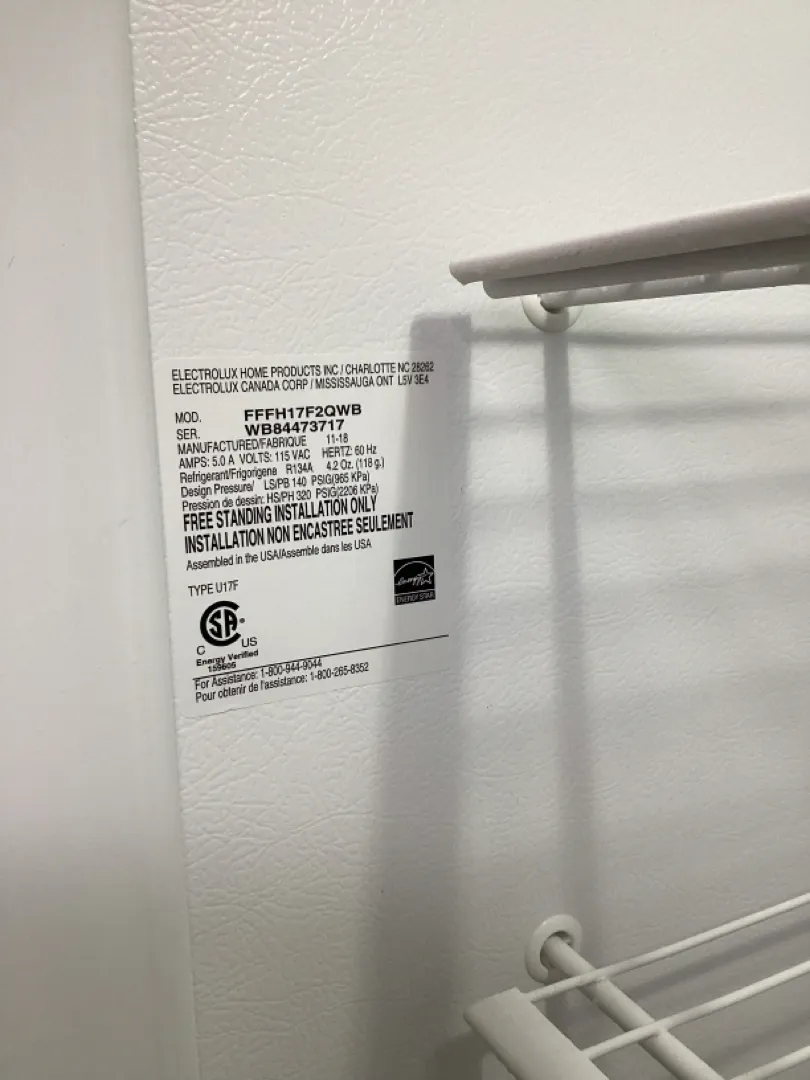 ELECTROLUX HOME PRODUCTS INC / CHARLOTTE NC 28262
ELECTROLUX CANADA CORP / MISSISSAUGA ONT L5V 3E4
MOD. FFFH17F2QWB
SER. WB84473717
MANUFACTURED/FABRIQUE 11-18
AMPS: 5.0 A VOLTS: 115 VAC HERTZ: 60 Hz
Refrigerant/Frigorigene R134A 4.2 Oz. (118 g.)
Design Pressure/ LS/PB 140 PSIG(965 KPa)
Pression de dessin: HS/PH 320 PSIG(2206 KPa)
FREE STANDING INSTALLATION ONLY
INSTALLATION NON ENCASTREE SEULEMENT
Assembled in the USA/Assemble dans les USA
TYPE U17F
energy
ENERGY STAR
CSA
C US
Energy Verified
159605
For Assistance: 1-800-944-9044
Pour obtenir de l'assistance: 1-800-265-8352